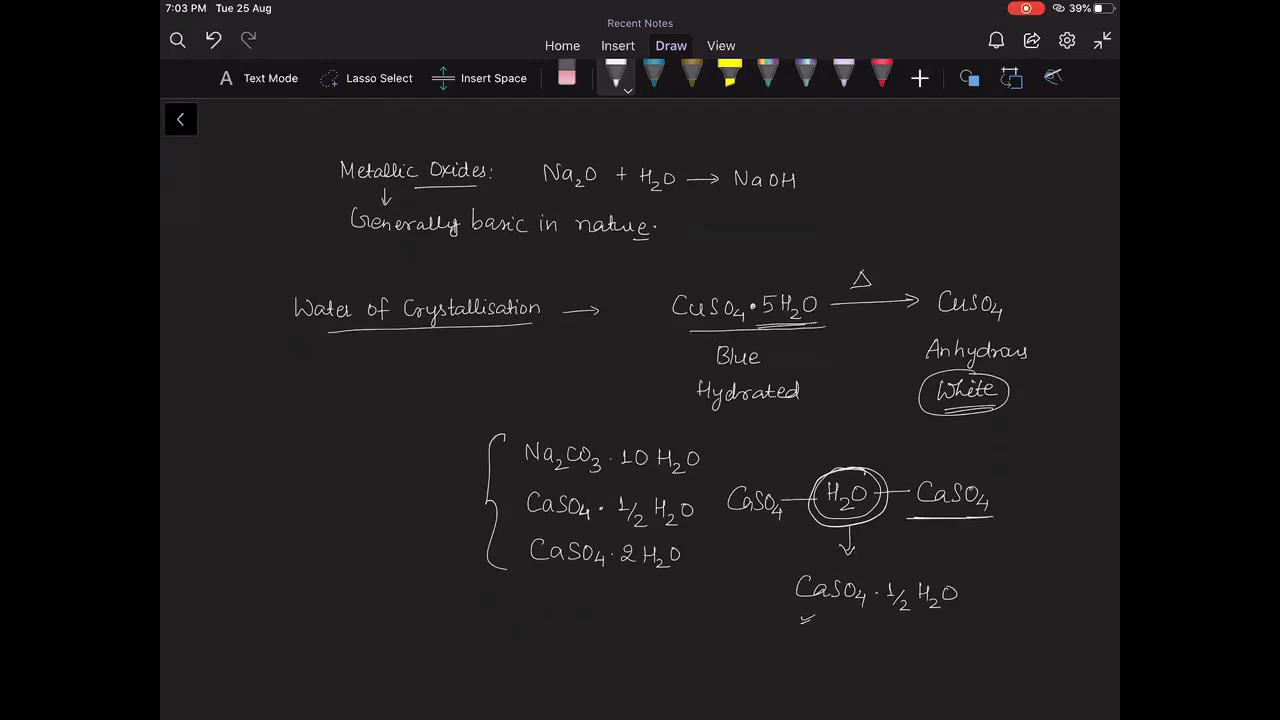 7:03 PM Tue 25 Aug
39%
Recent Notes
Home Insert Draw View
Text Mode Lasso Select Insert Space
Metallic Oxides: Na₂O + H₂O → NaOH
↓
Generally basic in nature.
Water of Crystallisation → CuSO₄•5H₂O →Δ CuSO₄
Blue Anhydrous
Hydrated White
Na₂CO₃·10H₂O
CaSO₄·1/2 H₂O CaSO₄—H₂O—CaSO₄
CaSO₄·2H₂O ↓
CaSO₄·1/2 H₂O